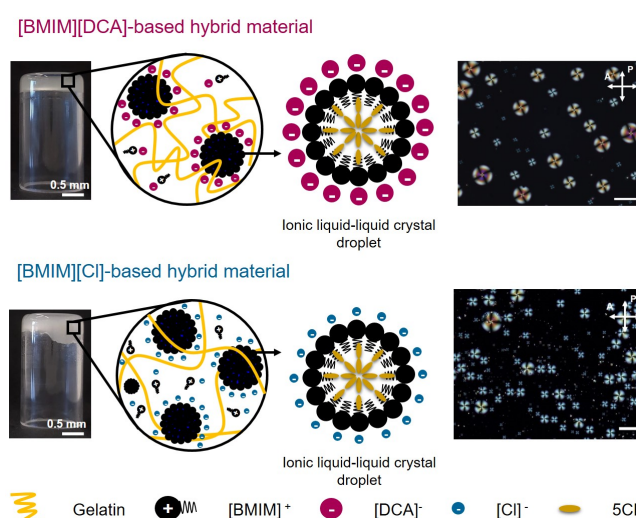 [BMIM][DCA]-based hybrid material
A
P
0.5 mm
Ionic liquid-liquid crystal
droplet
[BMIM][Cl]-based hybrid material
A
P
0.5 mm
Ionic liquid-liquid crystal
droplet
Gelatin [BMIM]⁺ [DCA]⁻ [Cl]⁻